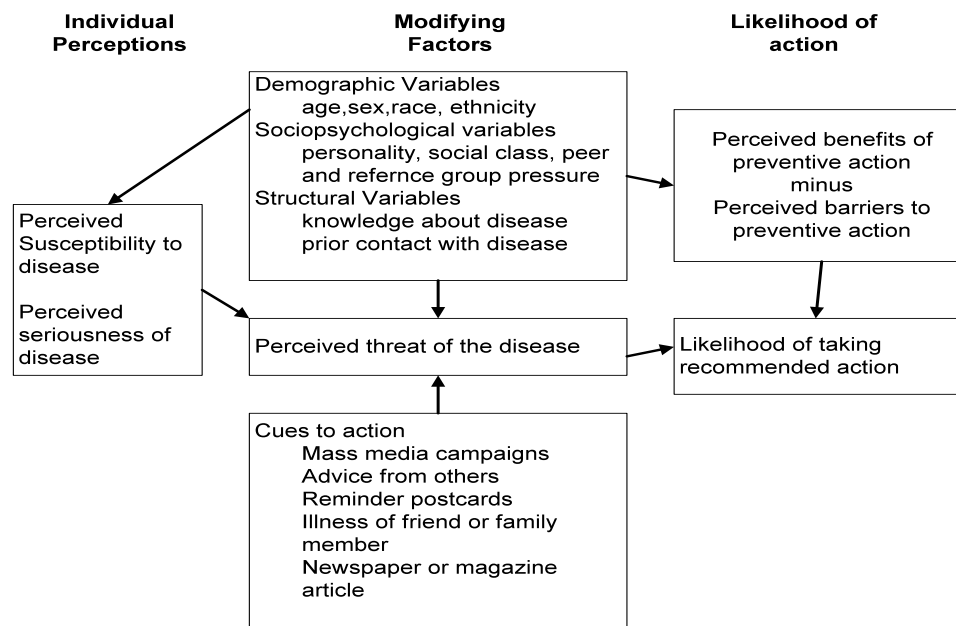 Individual
Perceptions
Modifying
Factors
Likelihood of
action
Demographic Variables
age,sex,race, ethnicity
Sociopsychological variables
personality, social class, peer
and refernce group pressure
Structural Variables
knowledge about disease
prior contact with disease
Perceived benefits of
preventive action
minus
Perceived barriers to
preventive action
Perceived
Susceptibility to
disease
Perceived
seriousness of
disease
Perceived threat of the disease
Likelihood of taking
recommended action
Cues to action
Mass media campaigns
Advice from others
Reminder postcards
Illness of friend or family
member
Newspaper or magazine
article